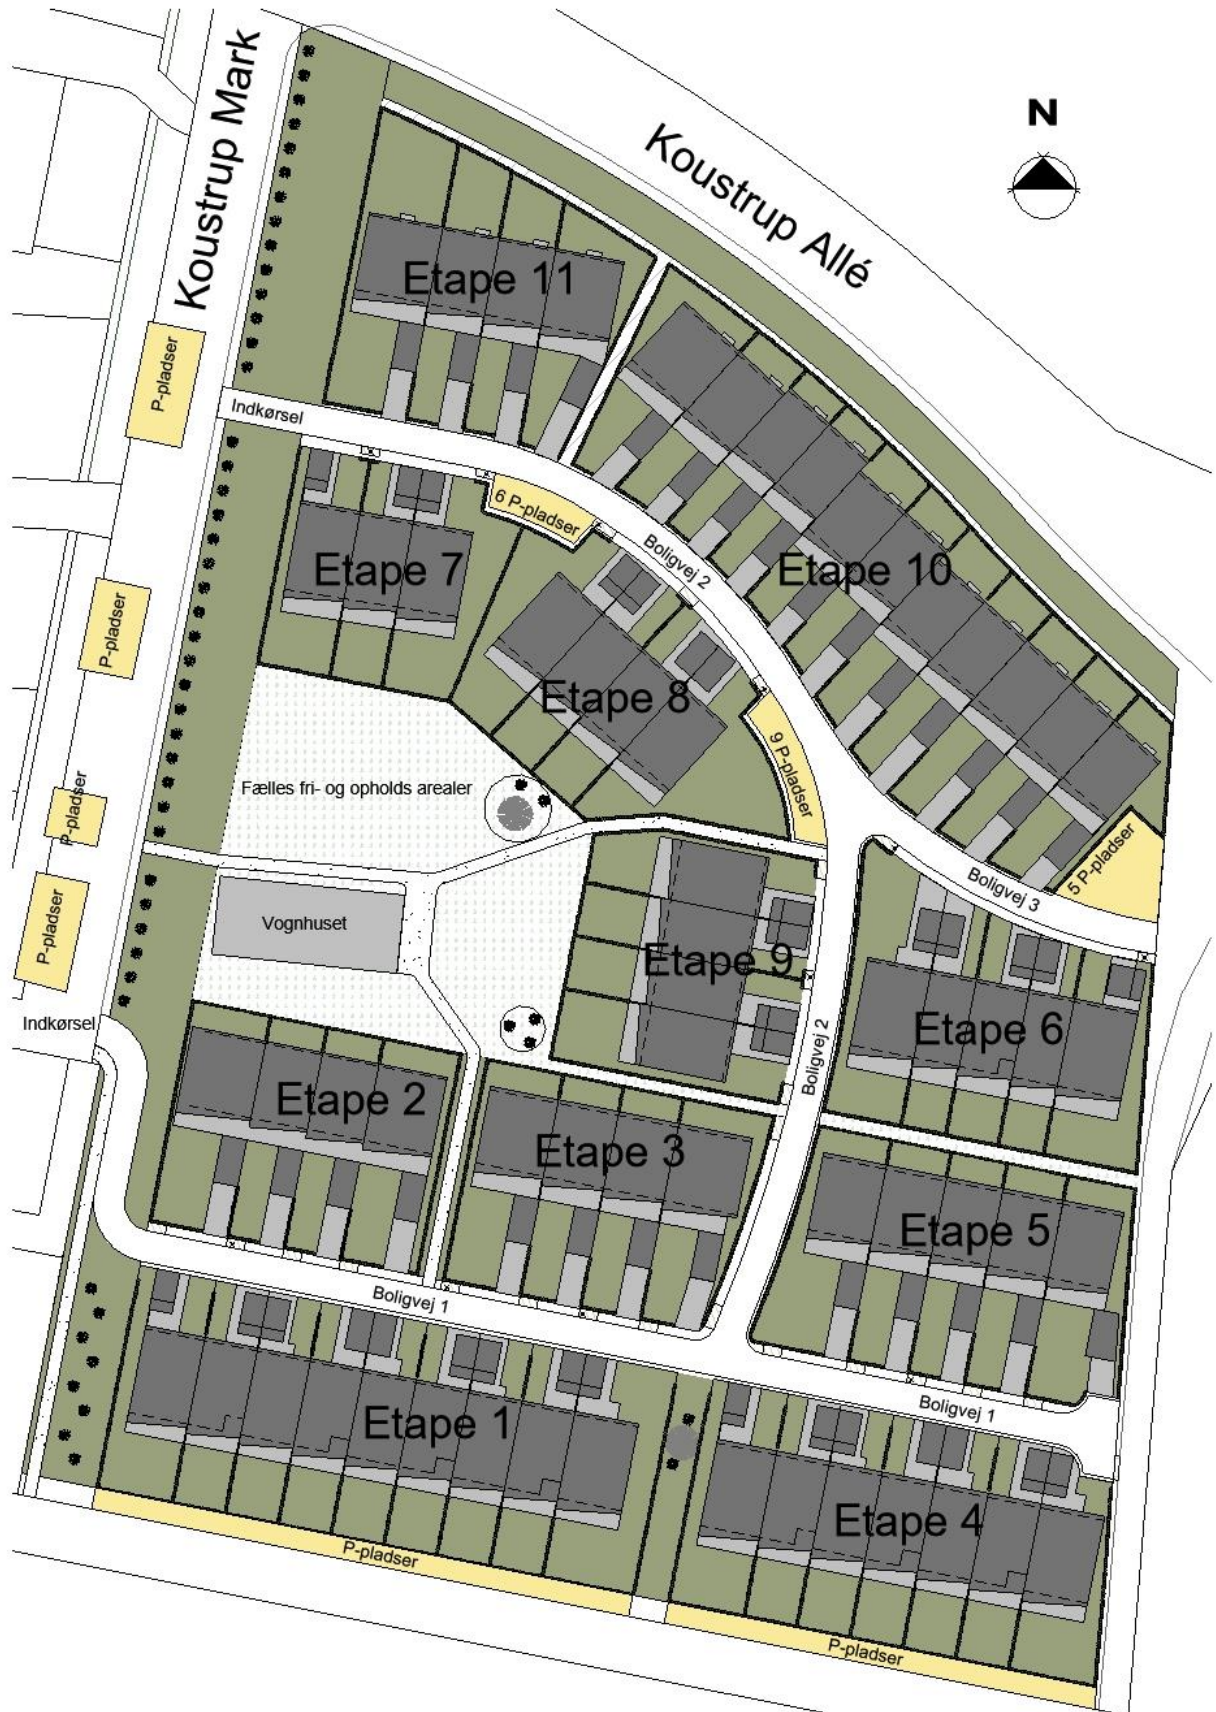 Koustrup Mark
N
Koustrup Allé
Etape 11
P-pladser
Indkørsel
6 P-pladser
Boligvej 2
Etape 7
Etape 10
P-pladser
Etape 8
9 P-pladser
P-pladser
Fælles fri- og opholds arealer
5 P-pladser
Boligvej 3
P-pladser
Vognhuset
Etape 9
Indkørsel
Etape 6
Boligvej 2
Etape 2
Etape 3
Etape 5
Boligvej 1
Boligvej 1
Etape 1
Etape 4
P-pladser
P-pladser